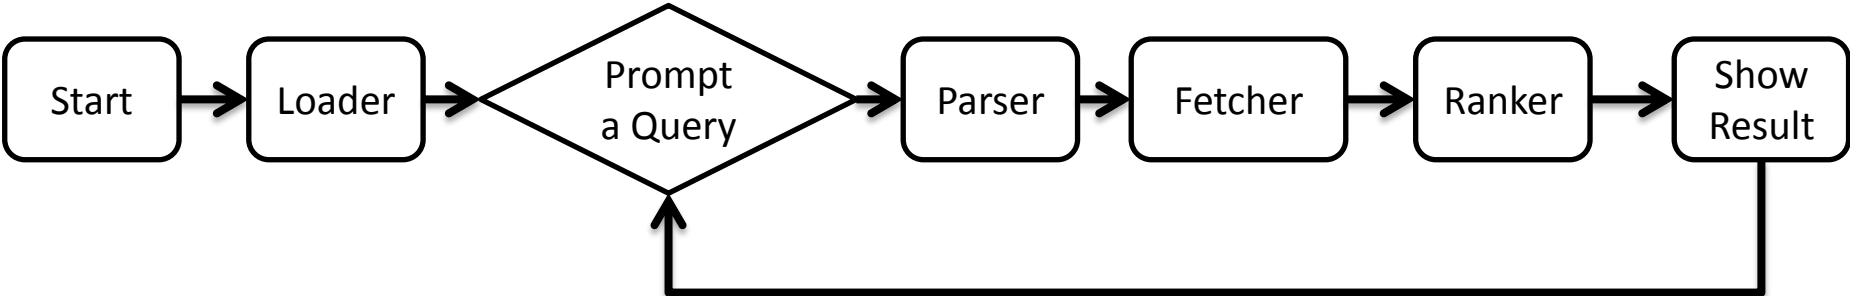 Start
Loader
Prompt
a Query
Parser
Fetcher
Ranker
Show
Result